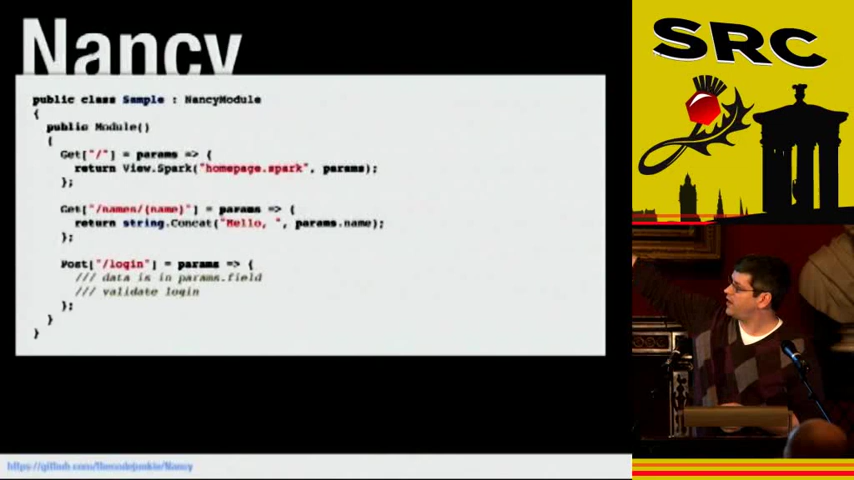 Nancy
public class Sample : NancyModule
{
public Module()
{
Get["/"] = params => {
return View.Spark("homepage.spark", params);
};
Get["/names/{name}"] = params => {
return string.Concat("Hello, ", params.name);
};
Post["/login"] = params => {
/// data is in params.field
/// validate login
};
}
}
https://github.com/thecodejunkie/Nancy
SRC